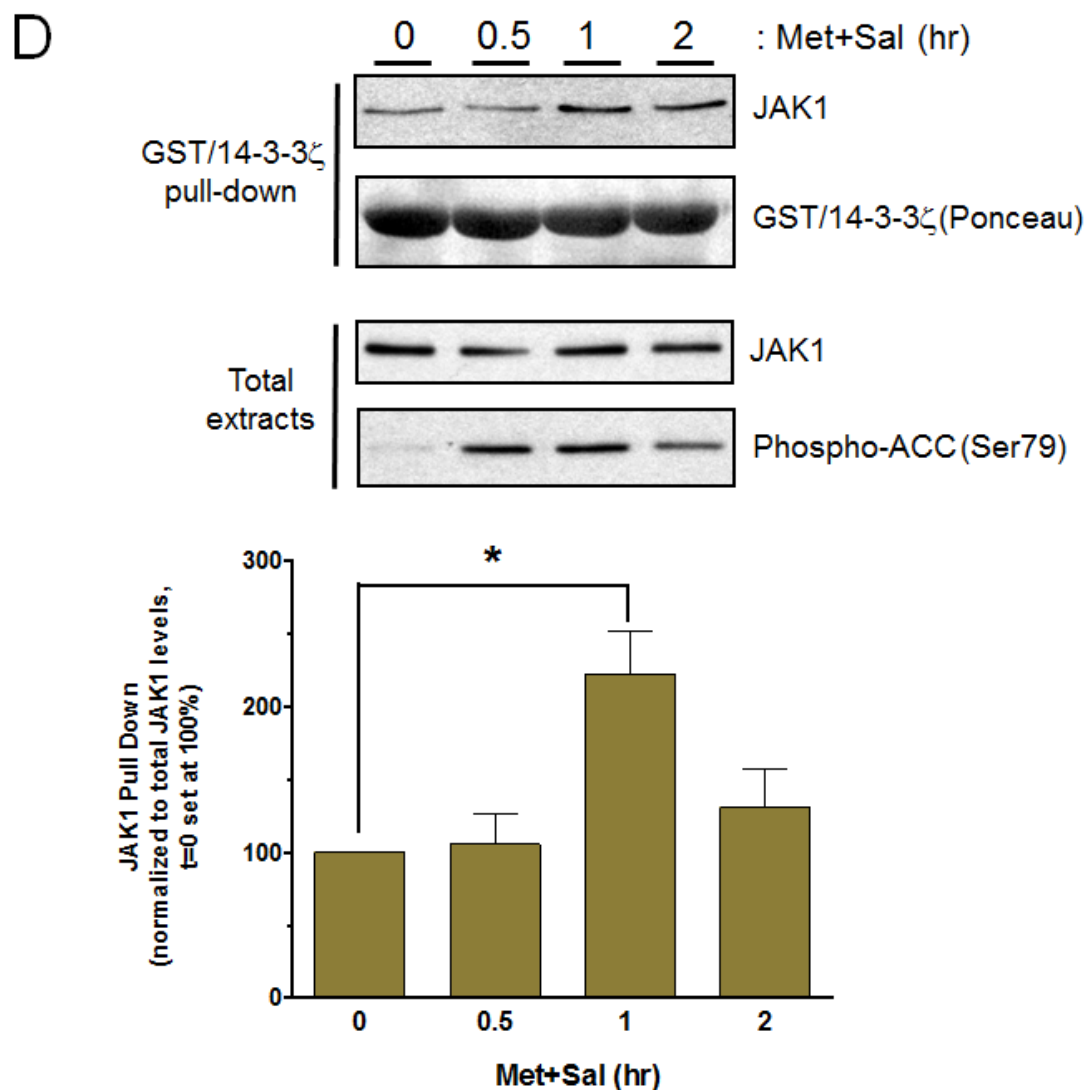 D
0 0.5 1 2 : Met+Sal (hr)
GST/14-3-3ζ
pull-down
JAK1
GST/14-3-3ζ(Ponceau)
Total
extracts
JAK1
Phospho-ACC(Ser79)
JAK1 Pull Down
(normalized to total JAK1 levels,
t=0 set at 100%)
300
200
100
0
*
0 0.5 1 2
Met+Sal (hr)